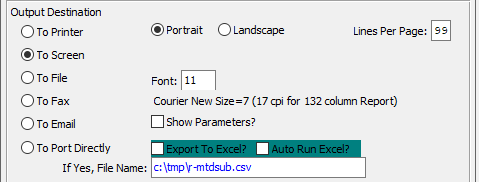 Output Destination
To Printer
Portrait
Landscape
Lines Per Page: 99
To Screen
To File
Font: 11
To Fax
Courier New Size=7 (17 cpi for 132 column Report)
To Email
Show Parameters?
To Port Directly
Export To Excel?
Auto Run Excel?
If Yes, File Name: c:\tmp\r-mtdsub.csv